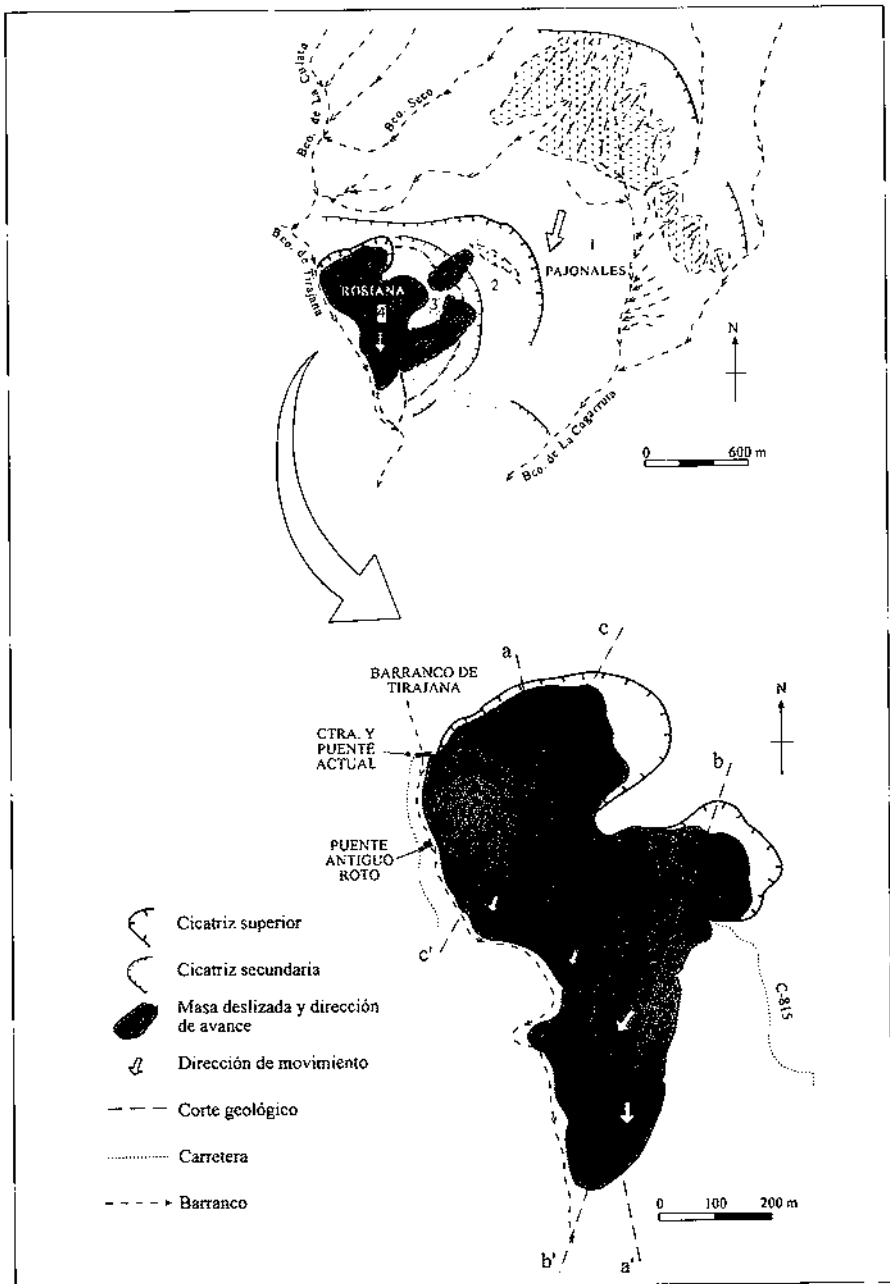 Bco. de La Culata
Bco. Seco
Bco. de Tirajana
1
1
PAJONALES
2
ROSIANA
3
4
N
Bco. de La Cagarruta
0 600 m
c
a
BARRANCO DE
TIRAJANA
N
CTRA. Y
PUENTE
ACTUAL
b
PUENTE
ANTIGUO
ROTO
c'
C-815
Cicatriz superior
Cicatriz secundaria
Masa deslizada y dirección
de avance
Dirección de movimiento
Corte geológico
Carretera
Barranco
0 100 200 m
b'
a'